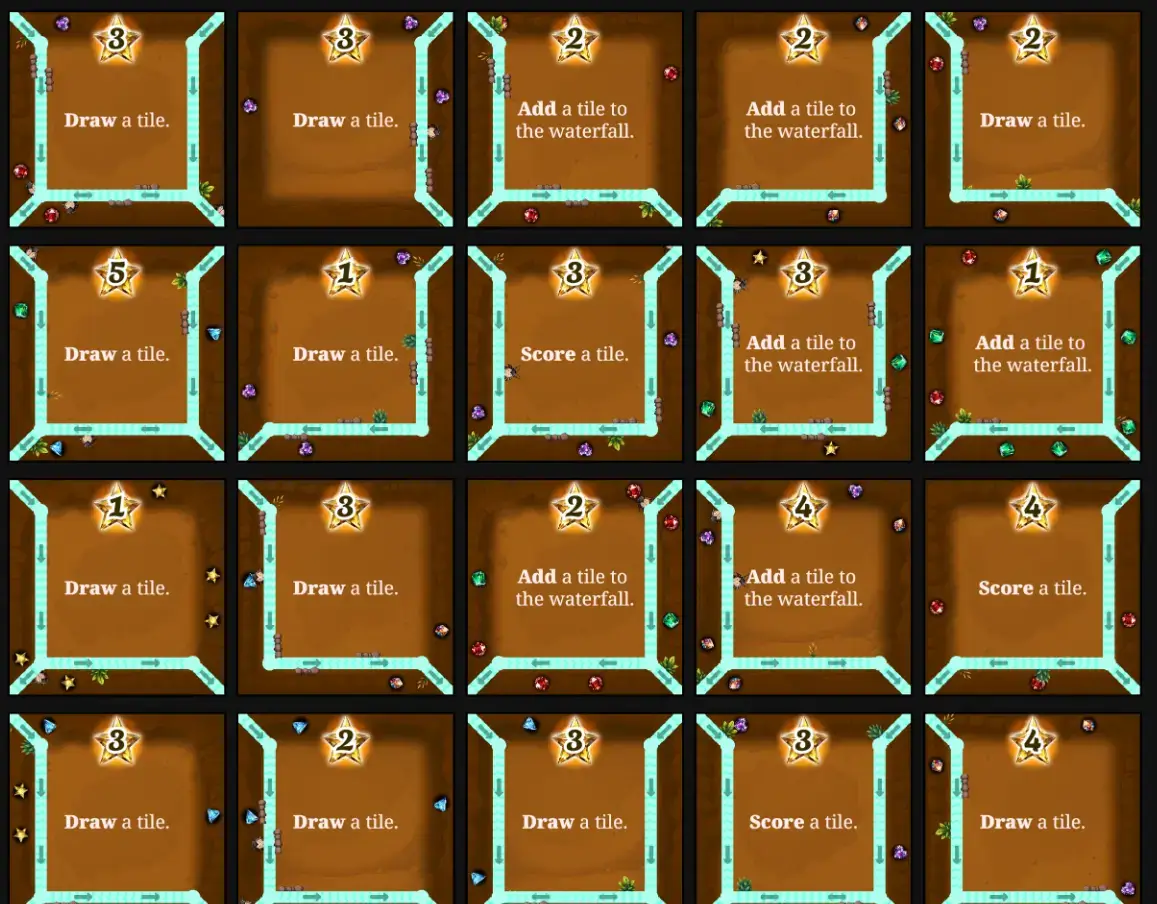 3
Draw a tile.
3
Draw a tile.
2
Add a tile to
the waterfall.
2
Add a tile to
the waterfall.
2
Draw a tile.
5
Draw a tile.
1
Draw a tile.
3
Score a tile.
3
Add a tile to
the waterfall.
1
Add a tile to
the waterfall.
1
Draw a tile.
3
Draw a tile.
2
Add a tile to
the waterfall.
4
Add a tile to
the waterfall.
4
Score a tile.
3
Draw a tile.
2
Draw a tile.
3
Draw a tile.
3
Score a tile.
4
Draw a tile.